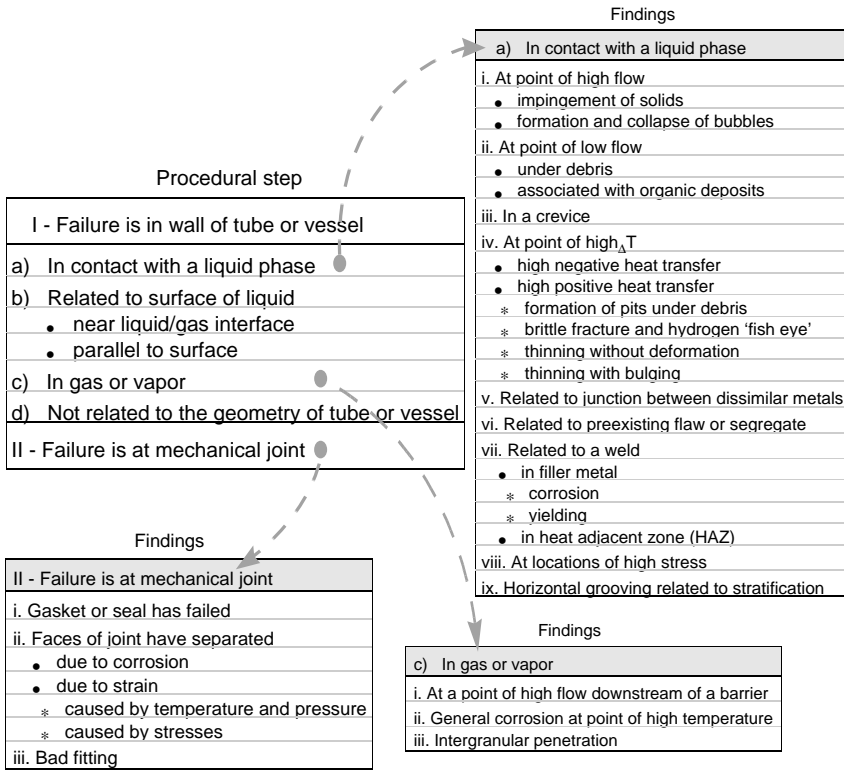 Procedural step
I - Failure is in wall of tube or vessel
a) In contact with a liquid phase
b) Related to surface of liquid
• near liquid/gas interface
• parallel to surface
c) In gas or vapor
d) Not related to the geometry of tube or vessel
II - Failure is at mechanical joint
Findings
a) In contact with a liquid phase
i. At point of high flow
• impingement of solids
• formation and collapse of bubbles
ii. At point of low flow
• under debris
• associated with organic deposits
iii. In a crevice
iv. At point of high ΔT
• high negative heat transfer
• high positive heat transfer
* formation of pits under debris
* brittle fracture and hydrogen ‘fish eye’
* thinning without deformation
* thinning with bulging
v. Related to junction between dissimilar metals
vi. Related to preexisting flaw or segregate
vii. Related to a weld
• in filler metal
* corrosion
* yielding
• in heat adjacent zone (HAZ)
viii. At locations of high stress
ix. Horizontal grooving related to stratification
Findings
II - Failure is at mechanical joint
i. Gasket or seal has failed
ii. Faces of joint have separated
• due to corrosion
• due to strain
* caused by temperature and pressure
* caused by stresses
iii. Bad fitting
Findings
c) In gas or vapor
i. At a point of high flow downstream of a barrier
ii. General corrosion at point of high temperature
iii. Intergranular penetration